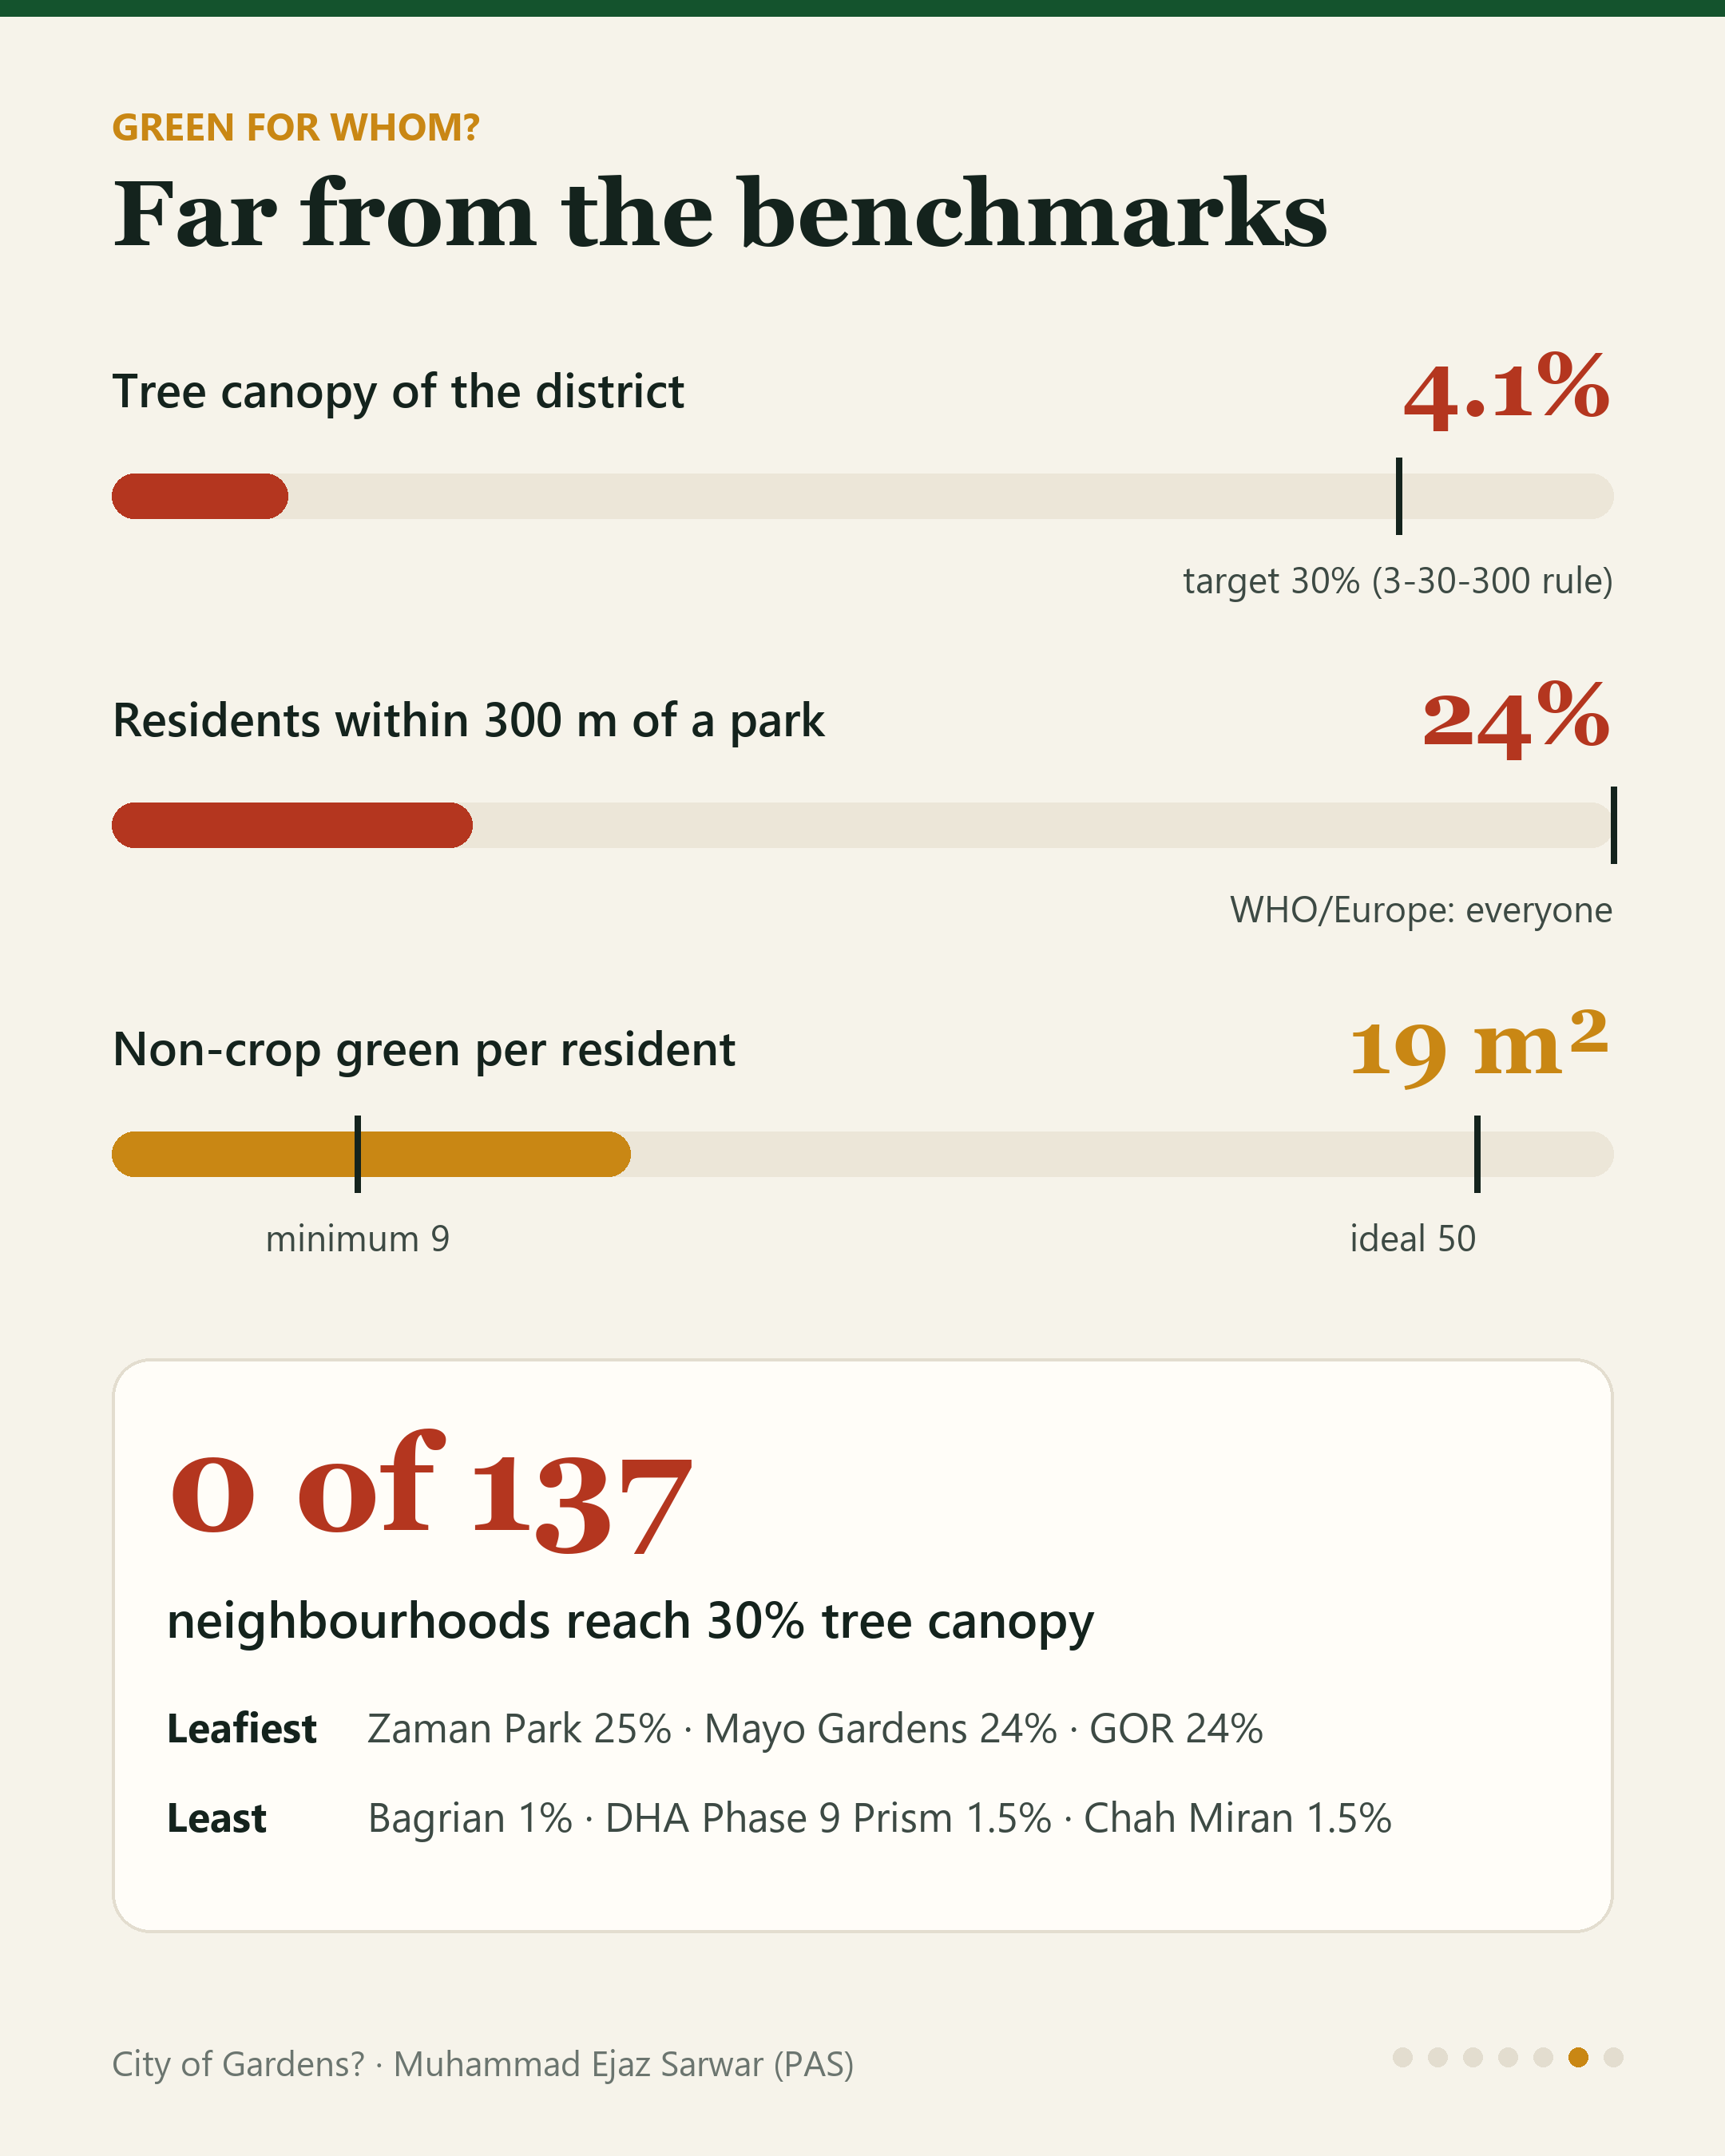 GREEN FOR WHOM?
Far from the benchmarks
Tree canopy of the district
4.1%
target 30% (3-30-300 rule)
Residents within 300 m of a park
24%
WHO/Europe: everyone
Non-crop green per resident
19 m²
minimum 9
ideal 50
0 of 137
neighbourhoods reach 30% tree canopy
Leafiest Zaman Park 25% · Mayo Gardens 24% · GOR 24%
Least Bagrian 1% · DHA Phase 9 Prism 1.5% · Chah Miran 1.5%
City of Gardens? · Muhammad Ejaz Sarwar (PAS)